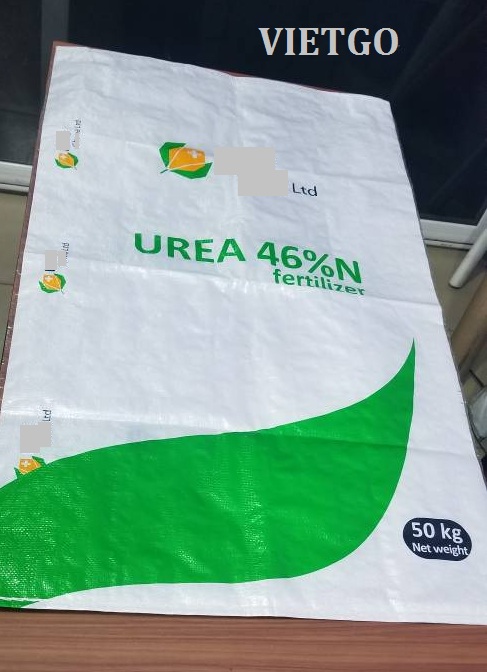 VIETGO
Ltd
UREA 46%N
fertilizer
Ltd
50 kg
Net weight